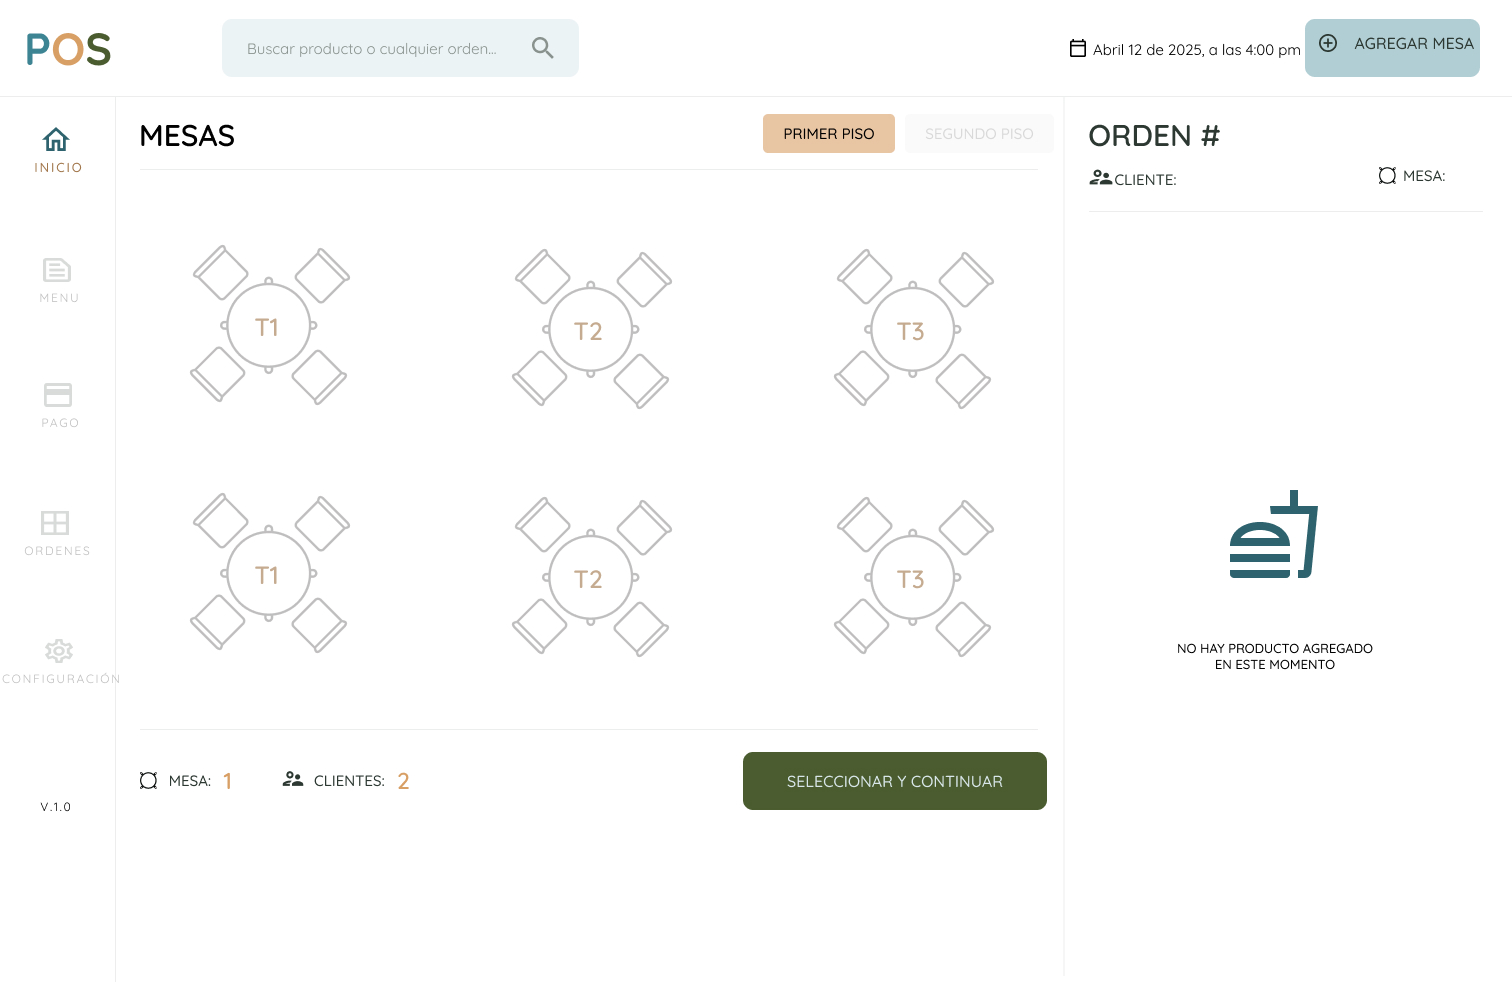 POS
Buscar producto o cualquier orden...
Abril 12 de 2025, a las 4:00 pm
AGREGAR MESA
INICIO
MENU
PAGO
ORDENES
CONFIGURACIÓN
V.1.0
MESAS
PRIMER PISO
SEGUNDO PISO
T1
T2
T3
T1
T2
T3
MESA: 1
CLIENTES: 2
SELECCIONAR Y CONTINUAR
ORDEN #
CLIENTE:
MESA:
NO HAY PRODUCTO AGREGADO
EN ESTE MOMENTO